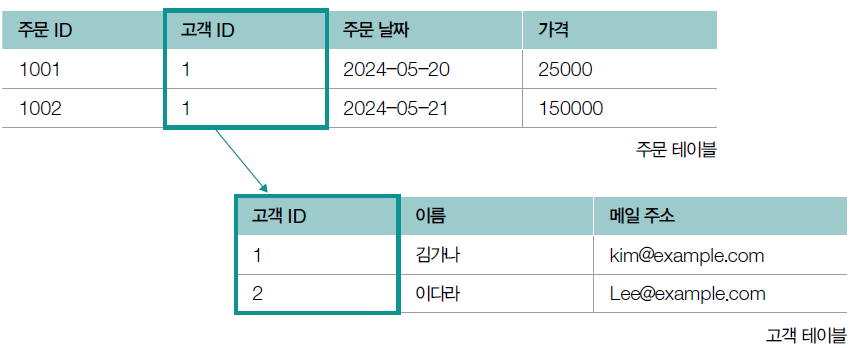 주문 ID 고객 ID 주문 날짜 가격
1001 1 2024-05-20 25000
1002 1 2024-05-21 150000
주문 테이블
고객 ID 이름 메일 주소
1 김가나 kim@example.com
2 이다라 Lee@example.com
고객 테이블